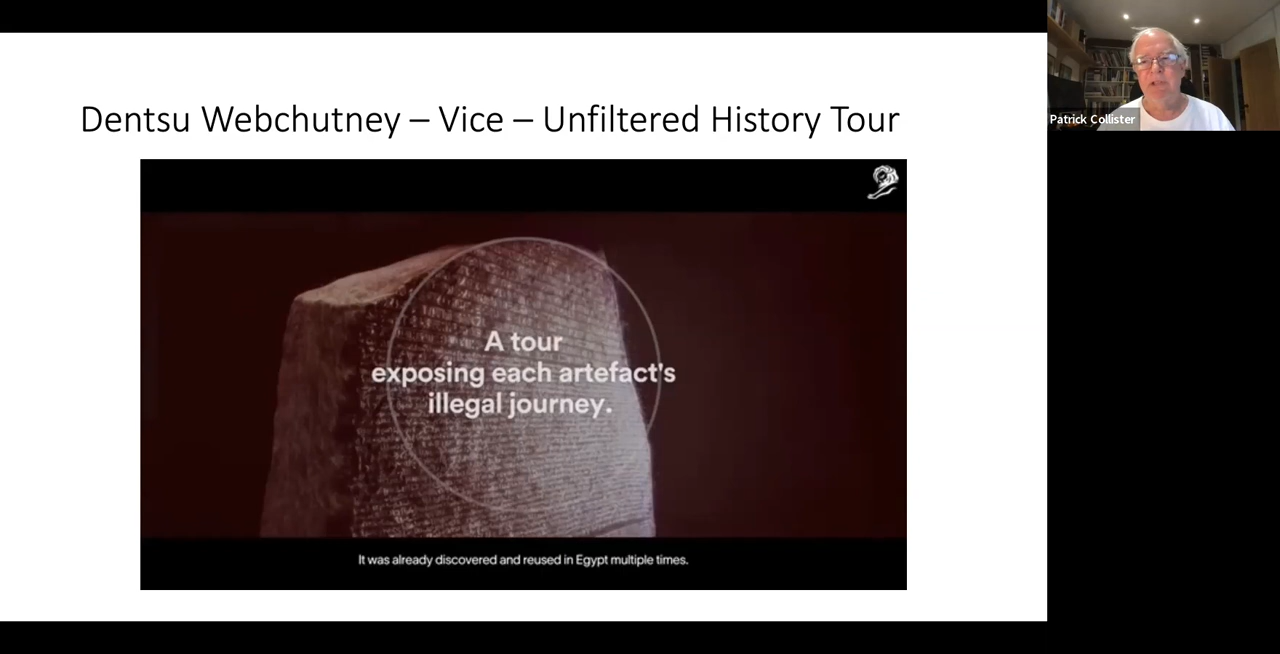 Dentsu Webchutney – Vice – Unfiltered History Tour
Patrick Collister
A tour
exposing each artefact's
illegal journey.
It was already discovered and reused in Egypt multiple times.